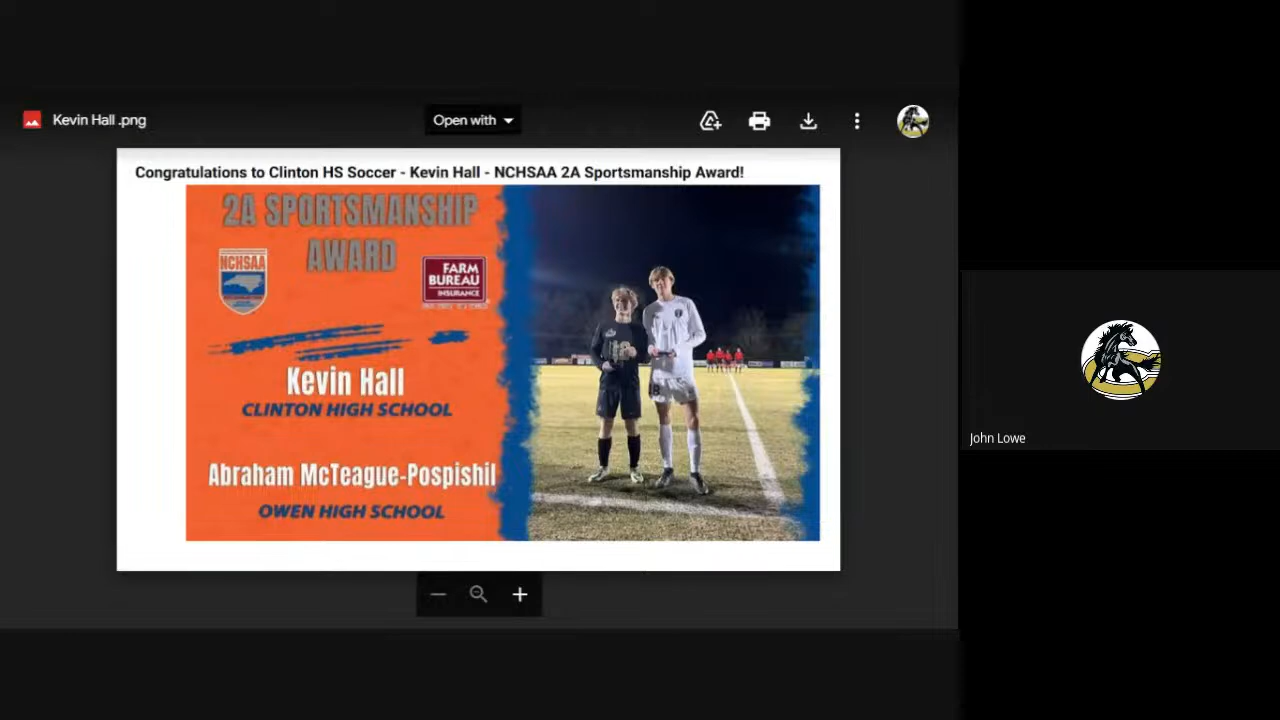 Kevin Hall .png
Open with
Congratulations to Clinton HS Soccer - Kevin Hall - NCHSAA 2A Sportsmanship Award!
2A SPORTSMANSHIP
AWARD
NCHSAA
FARM
BUREAU
INSURANCE
Kevin Hall
CLINTON HIGH SCHOOL
Abraham McTeague-Pospishil
OWEN HIGH SCHOOL
John Lowe